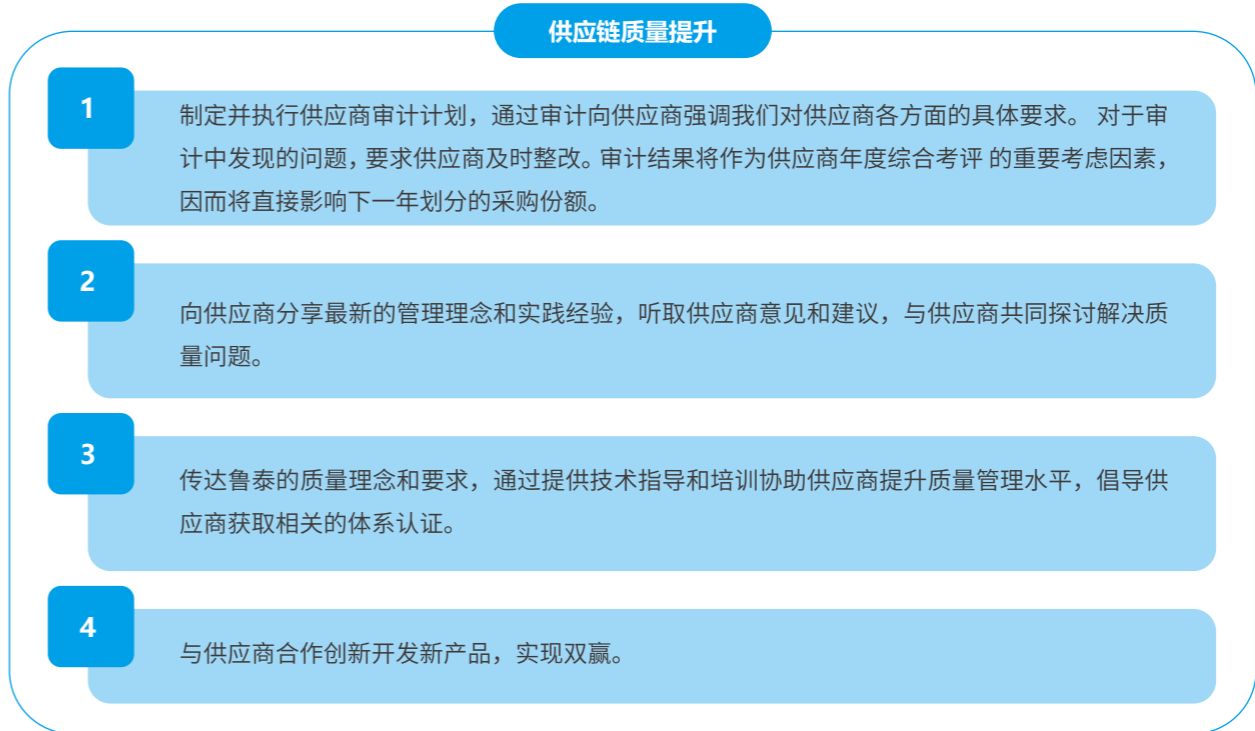 供应链质量提升
1
制定并执行供应商审计计划，通过审计向供应商强调我们对供应商各方面的具体要求。 对于审
计中发现的问题，要求供应商及时整改。审计结果将作为供应商年度综合考评 的重要考虑因素，
因而将直接影响下一年划分的采购份额。
2
向供应商分享最新的管理理念和实践经验，听取供应商意见和建议，与供应商共同探讨解决质
量问题。
3
传达鲁泰的质量理念和要求，通过提供技术指导和培训协助供应商提升质量管理水平，倡导供
应商获取相关的体系认证。
4
与供应商合作创新开发新产品，实现双赢。